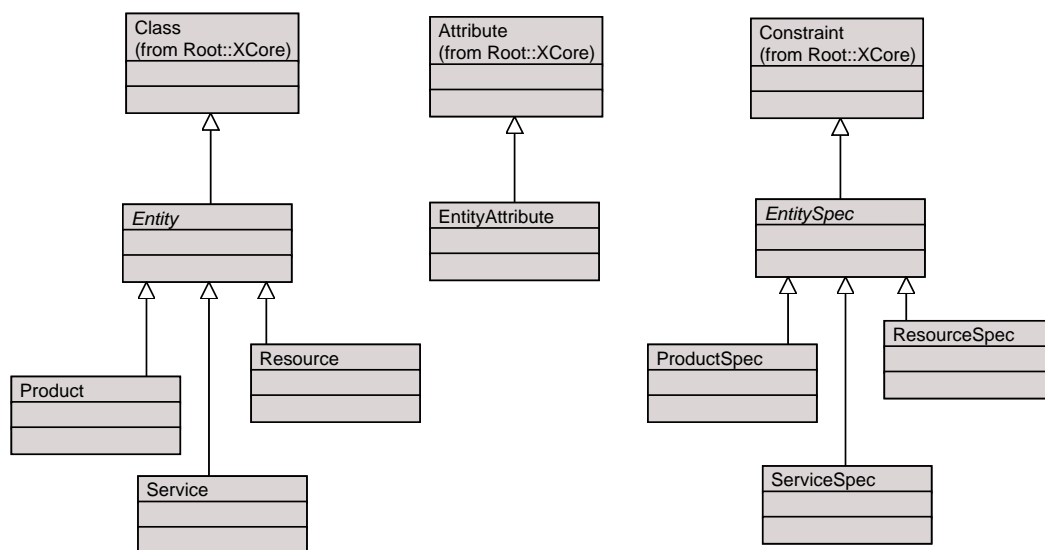 Class
(from Root::XCore)
Attribute
(from Root::XCore)
Constraint
(from Root::XCore)
Entity
EntityAttribute
EntitySpec
Product
Resource
Service
ProductSpec
ResourceSpec
ServiceSpec